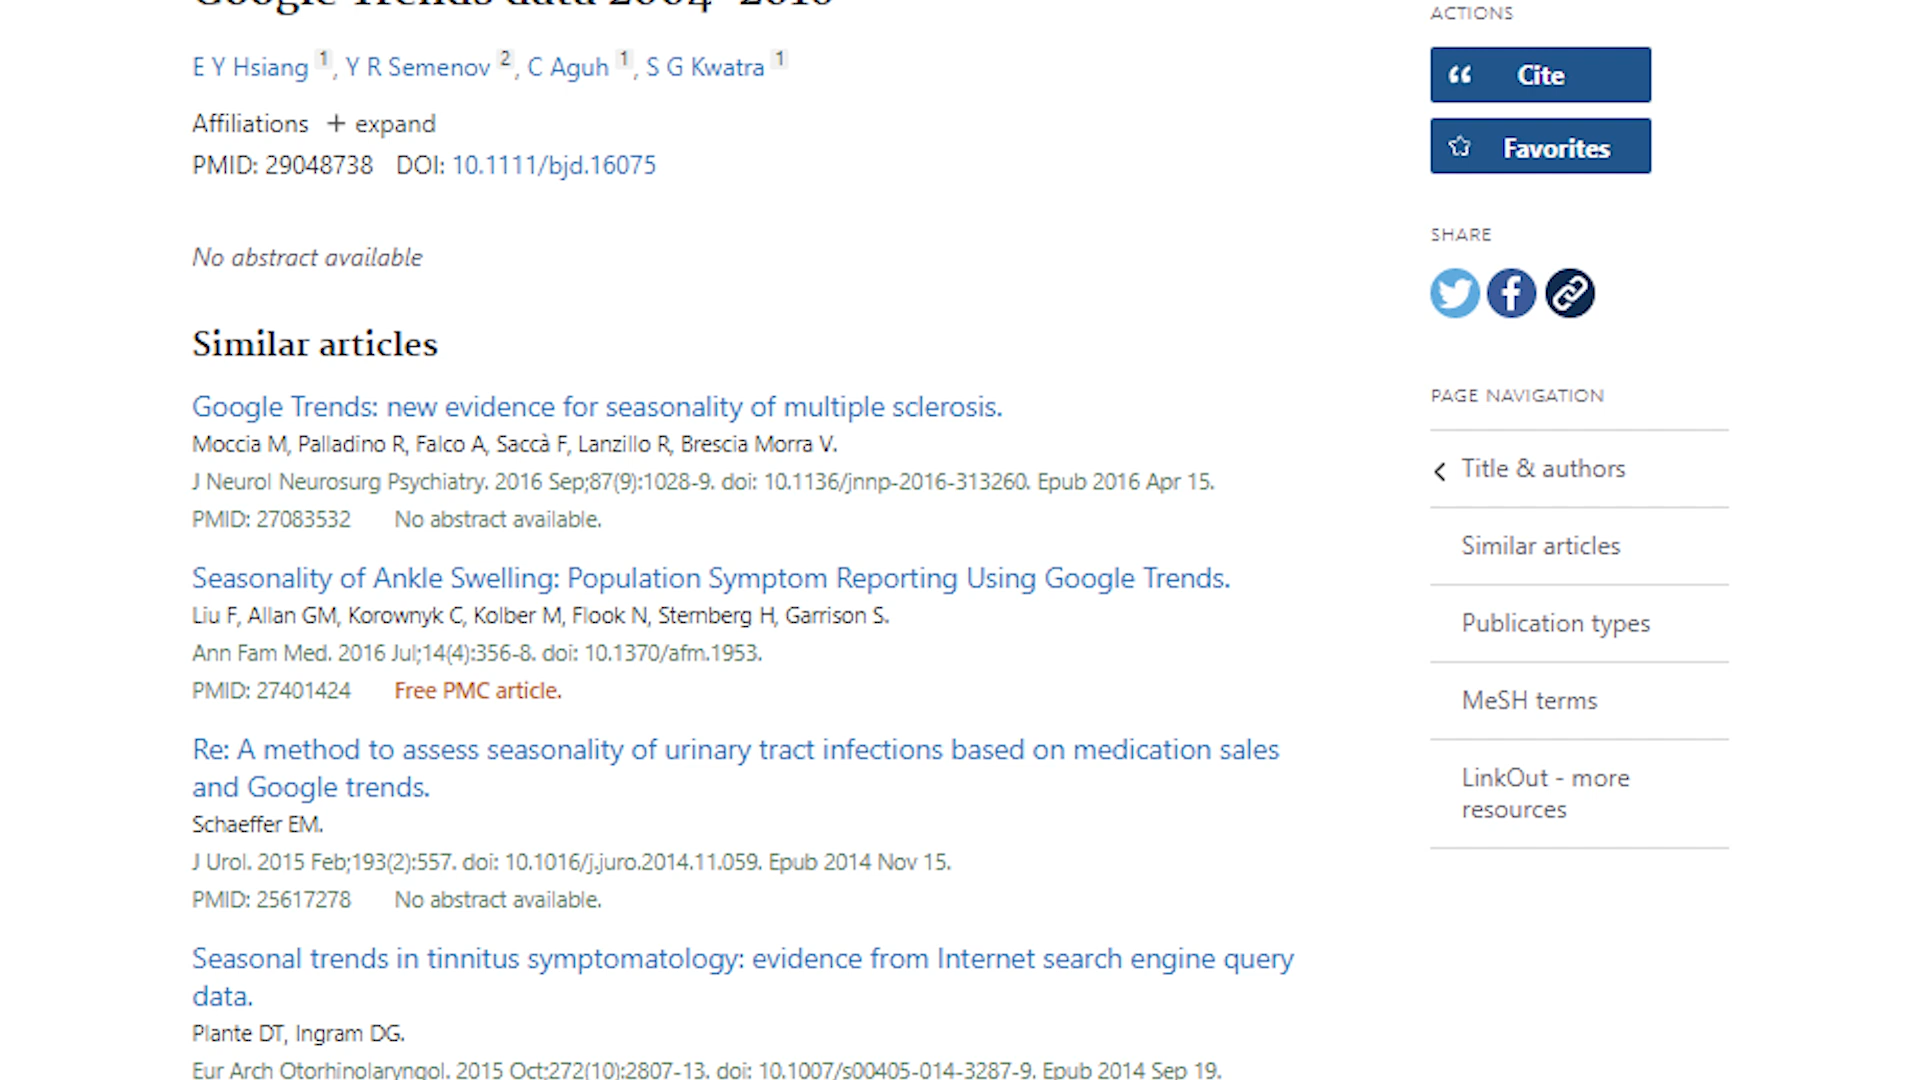 Google Trends data 2004-2016
E Y Hsiang 1, Y R Semenov 2, C Aguh 1, S G Kwatra 1
Affiliations + expand
PMID: 29048738 DOI: 10.1111/bjd.16075
No abstract available
Similar articles
Google Trends: new evidence for seasonality of multiple sclerosis.
Moccia M, Palladino R, Falco A, Saccà F, Lanzillo R, Brescia Morra V.
J Neurol Neurosurg Psychiatry. 2016 Sep;87(9):1028-9. doi: 10.1136/jnnp-2016-313260. Epub 2016 Apr 15.
PMID: 27083532 No abstract available.
Seasonality of Ankle Swelling: Population Symptom Reporting Using Google Trends.
Liu F, Allan GM, Korownyk C, Kolber M, Flook N, Sternberg H, Garrison S.
Ann Fam Med. 2016 Jul;14(4):356-8. doi: 10.1370/afm.1953.
PMID: 27401424 Free PMC article.
Re: A method to assess seasonality of urinary tract infections based on medication sales
and Google trends.
Schaeffer EM.
J Urol. 2015 Feb;193(2):557. doi: 10.1016/j.juro.2014.11.059. Epub 2014 Nov 15.
PMID: 25617278 No abstract available.
Seasonal trends in tinnitus symptomatology: evidence from Internet search engine query
data.
Plante DT, Ingram DG.
Eur Arch Otorhinolaryngol. 2015 Oct;272(10):2807-13. doi: 10.1007/s00405-014-3287-9. Epub 2014 Sep 19.
ACTIONS
Cite
Favorites
SHARE
PAGE NAVIGATION
Title & authors
Similar articles
Publication types
MeSH terms
LinkOut - more
resources